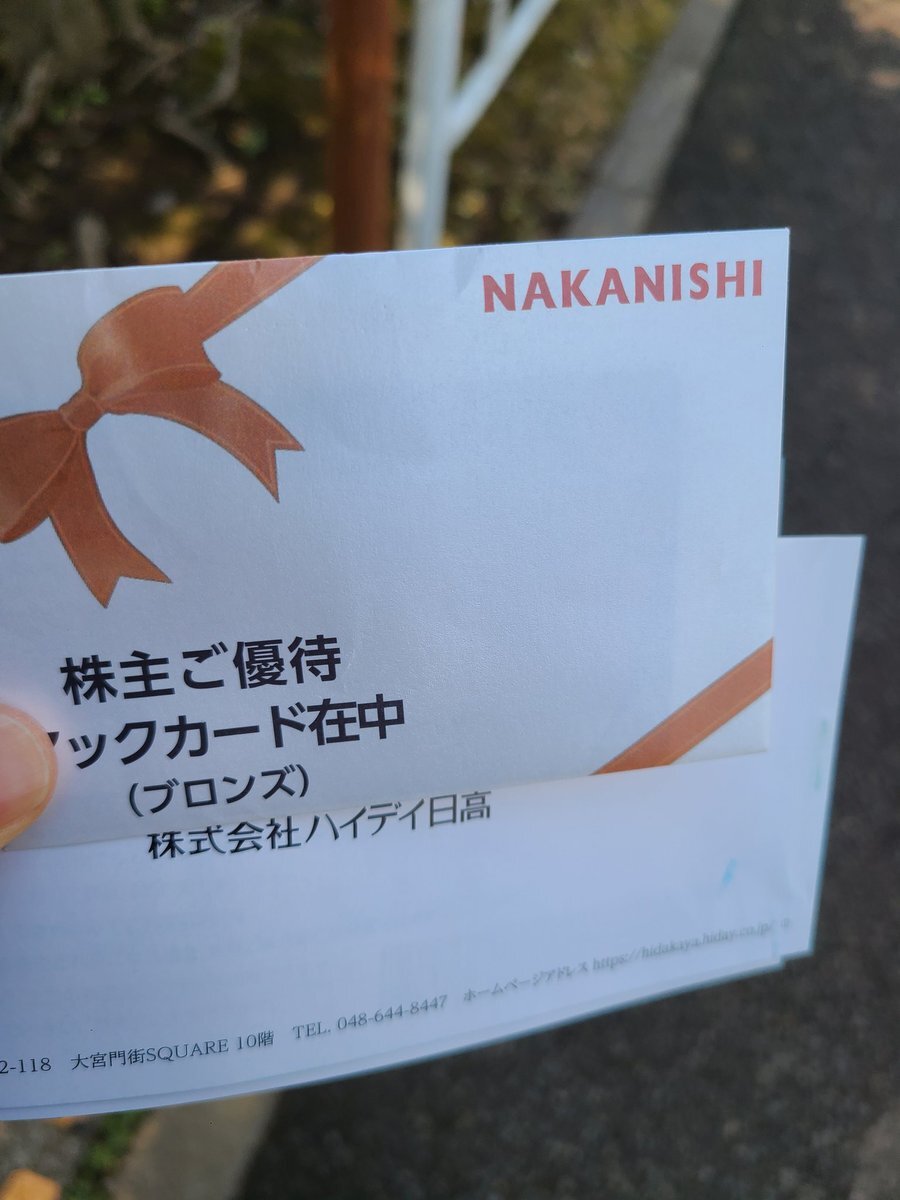 NAKANISHI
株主ご優待
ックカード在中
(ブロンズ)
株式会社ハイデイ日高
2-118 大宮門街SQUARE 10階 TEL. 048-644-8447 ホームページアドレス https://hidakaya.hiday.co.jp/